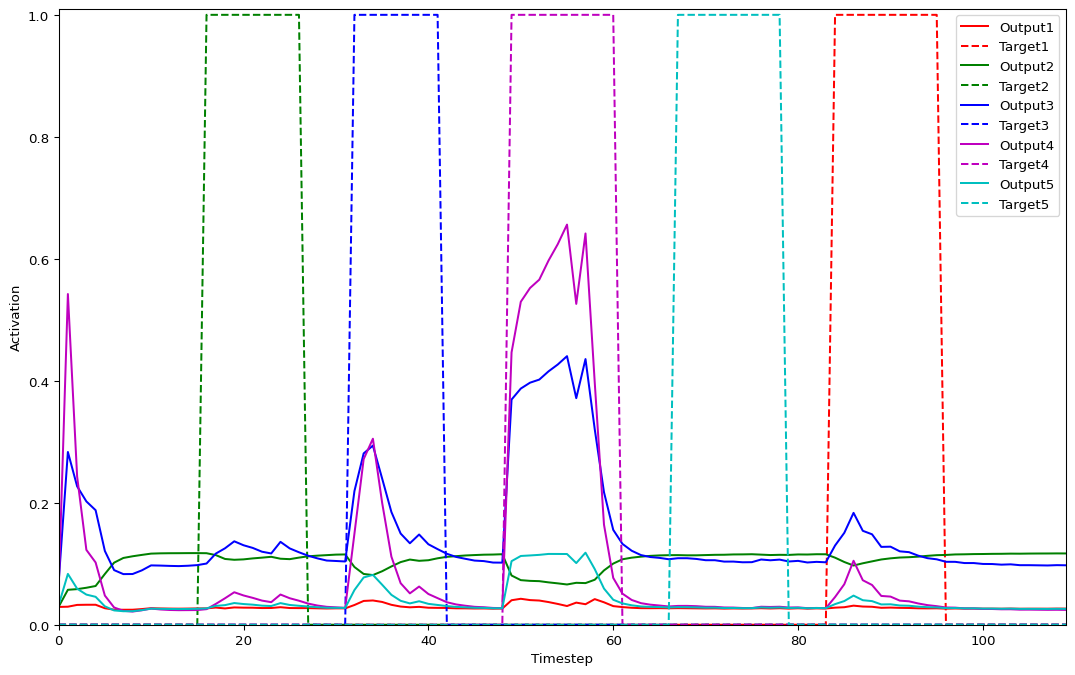 1.0
0.8
0.6
0.4
0.2
0.0
Activation
0
20
40
60
80
100
Timestep
Output1
Target1
Output2
Target2
Output3
Target3
Output4
Target4
Output5
Target5